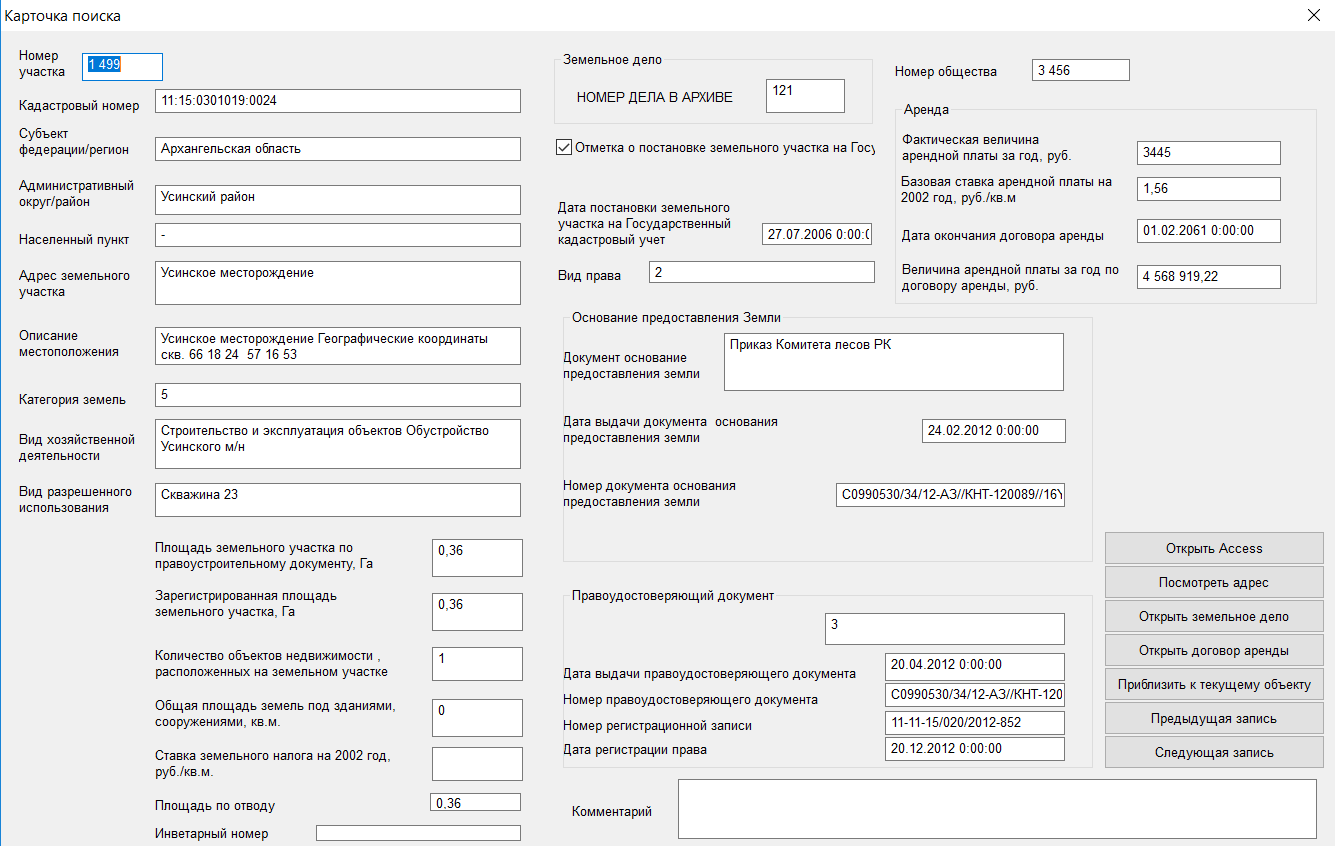 Карточка поиска
Номер
участка
1 499
Кадастровый номер
11:15:0301019:0024
Субъект
федерации/регион
Архангельская область
Административный
округ/район
Усинский район
Населенный пункт
-
Адрес земельного
участка
Усинское месторождение
Описание
местоположения
Усинское месторождение Географические координаты
скв. 66 18 24  57 16 53
Категория земель
5
Вид хозяйственной
деятельности
Строительство и эксплуатация объектов Обустройство
Усинского м/н
Вид разрешенного
использования
Скважина 23
Площадь земельного участка по
правоустроительному документу, Га
0,36
Зарегистрированная площадь
земельного участка, Га
0,36
Количество объектов недвижимости ,
расположенных на земельном участке
1
Общая площадь земель под зданиями,
сооружениями, кв.м.
0
Ставка земельного налога на 2002 год,
руб./кв.м.
Площадь по отводу
0,36
Инветарный номер
Земельное дело
НОМЕР ДЕЛА В АРХИВЕ
121
Отметка о постановке земельного участка на Госу
Дата постановки земельного
участка на Государственный
кадастровый учет
27.07.2006 0:00:0
Вид права
2
Номер общества
3 456
Аренда
Фактическая величина
арендной платы за год, руб.
3445
Базовая ставка арендной платы на
2002 год, руб./кв.м
1,56
Дата окончания договора аренды
01.02.2061 0:00:00
Величина арендной платы за год по
договору аренды, руб.
4 568 919,22
Основание предоставления Земли
Документ основание
предоставления земли
Приказ Комитета лесов РК
Дата выдачи документа  основания
предоставления земли
24.02.2012 0:00:00
Номер документа основания
предоставления земли
С0990530/34/12-АЗ//КНТ-120089//16Y
Правоудостоверяющий документ
3
Дата выдачи правоудостоверяющего документа
20.04.2012 0:00:00
Номер правоудостоверяющего документа
С0990530/34/12-АЗ//КНТ-120
Номер регистрационной записи
11-11-15/020/2012-852
Дата регистрации права
20.12.2012 0:00:00
Комментарий
Открыть Access
Посмотреть адрес
Открыть земельное дело
Открыть договор аренды
Приблизить к текущему объекту
Предыдущая запись
Следующая запись